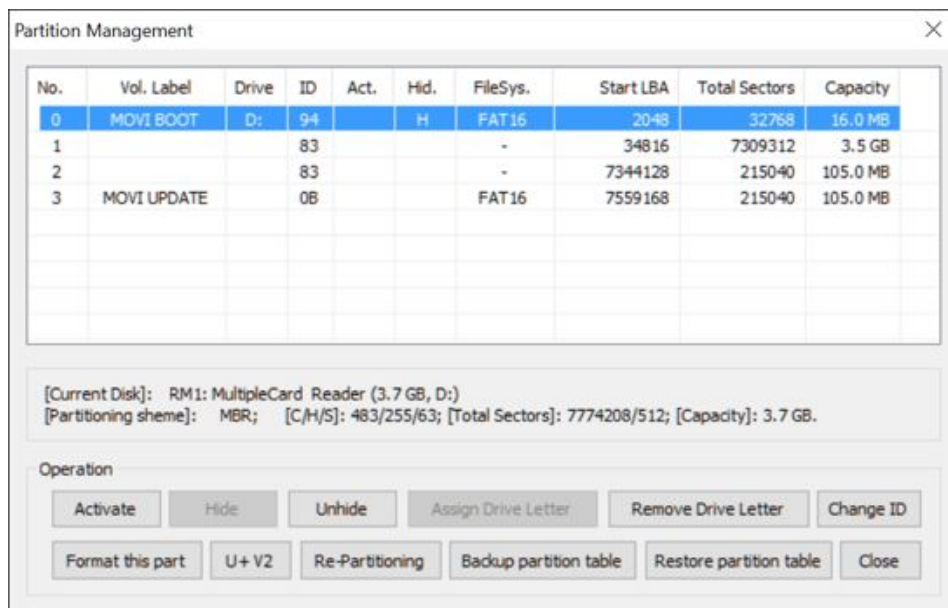 Partition Management
No. Vol. Label Drive ID Act. Hid. FileSys. Start LBA Total Sectors Capacity
0 MOVI BOOT D: 94 H FAT16 2048 32768 16.0 MB
1 83 - 34816 7309312 3.5 GB
2 83 - 7344128 215040 105.0 MB
3 MOVI UPDATE 0B FAT16 7559168 215040 105.0 MB
[Current Disk]: RM1: MultipleCard Reader (3.7 GB, D:)
[Partitioning sheme]: MBR; [C/H/S]: 483/255/63; [Total Sectors]: 7774208/512; [Capacity]: 3.7 GB.
Operation
Activate Hide Unhide Assign Drive Letter Remove Drive Letter Change ID
Format this part U+ V2 Re-Partitioning Backup partition table Restore partition table Close